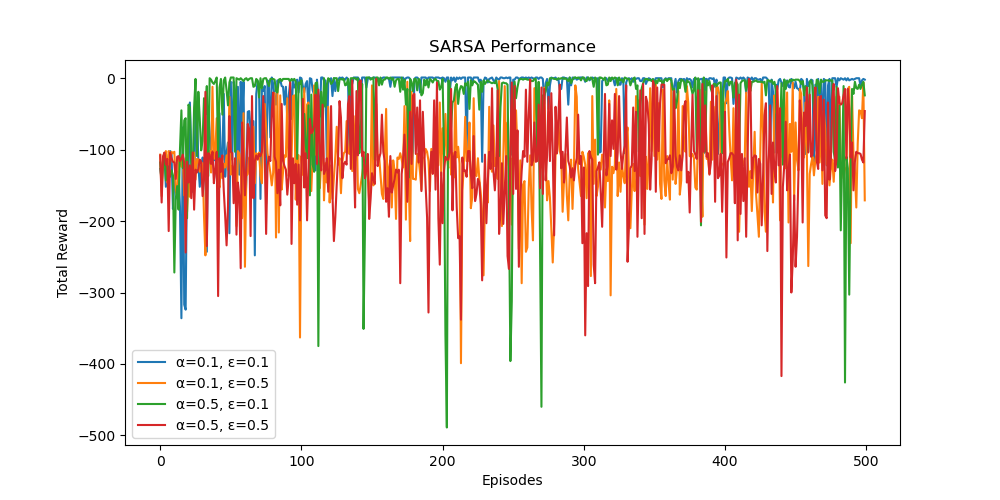 SARSA Performance
0
−100
−200
−300
−400
−500
Total Reward
α=0.1, ε=0.1
α=0.1, ε=0.5
α=0.5, ε=0.1
α=0.5, ε=0.5
0
100
200
300
400
500
Episodes